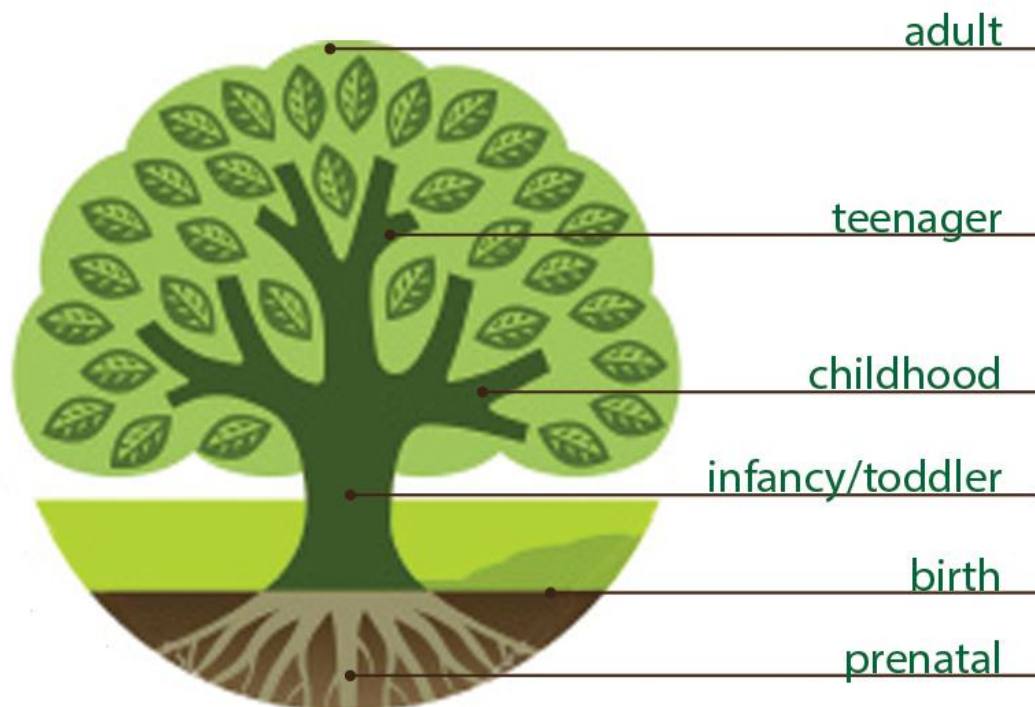 adult
teenager
childhood
infancy/toddler
birth
prenatal